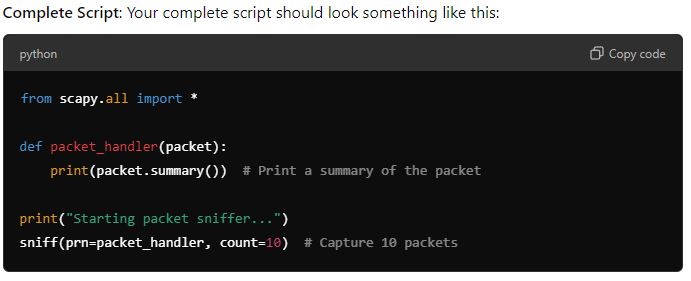 Complete Script: Your complete script should look something like this:
python
Copy code
from scapy.all import *
def packet_handler(packet):
    print(packet.summary())  # Print a summary of the packet
print("Starting packet sniffer...")
sniff(prn=packet_handler, count=10)  # Capture 10 packets